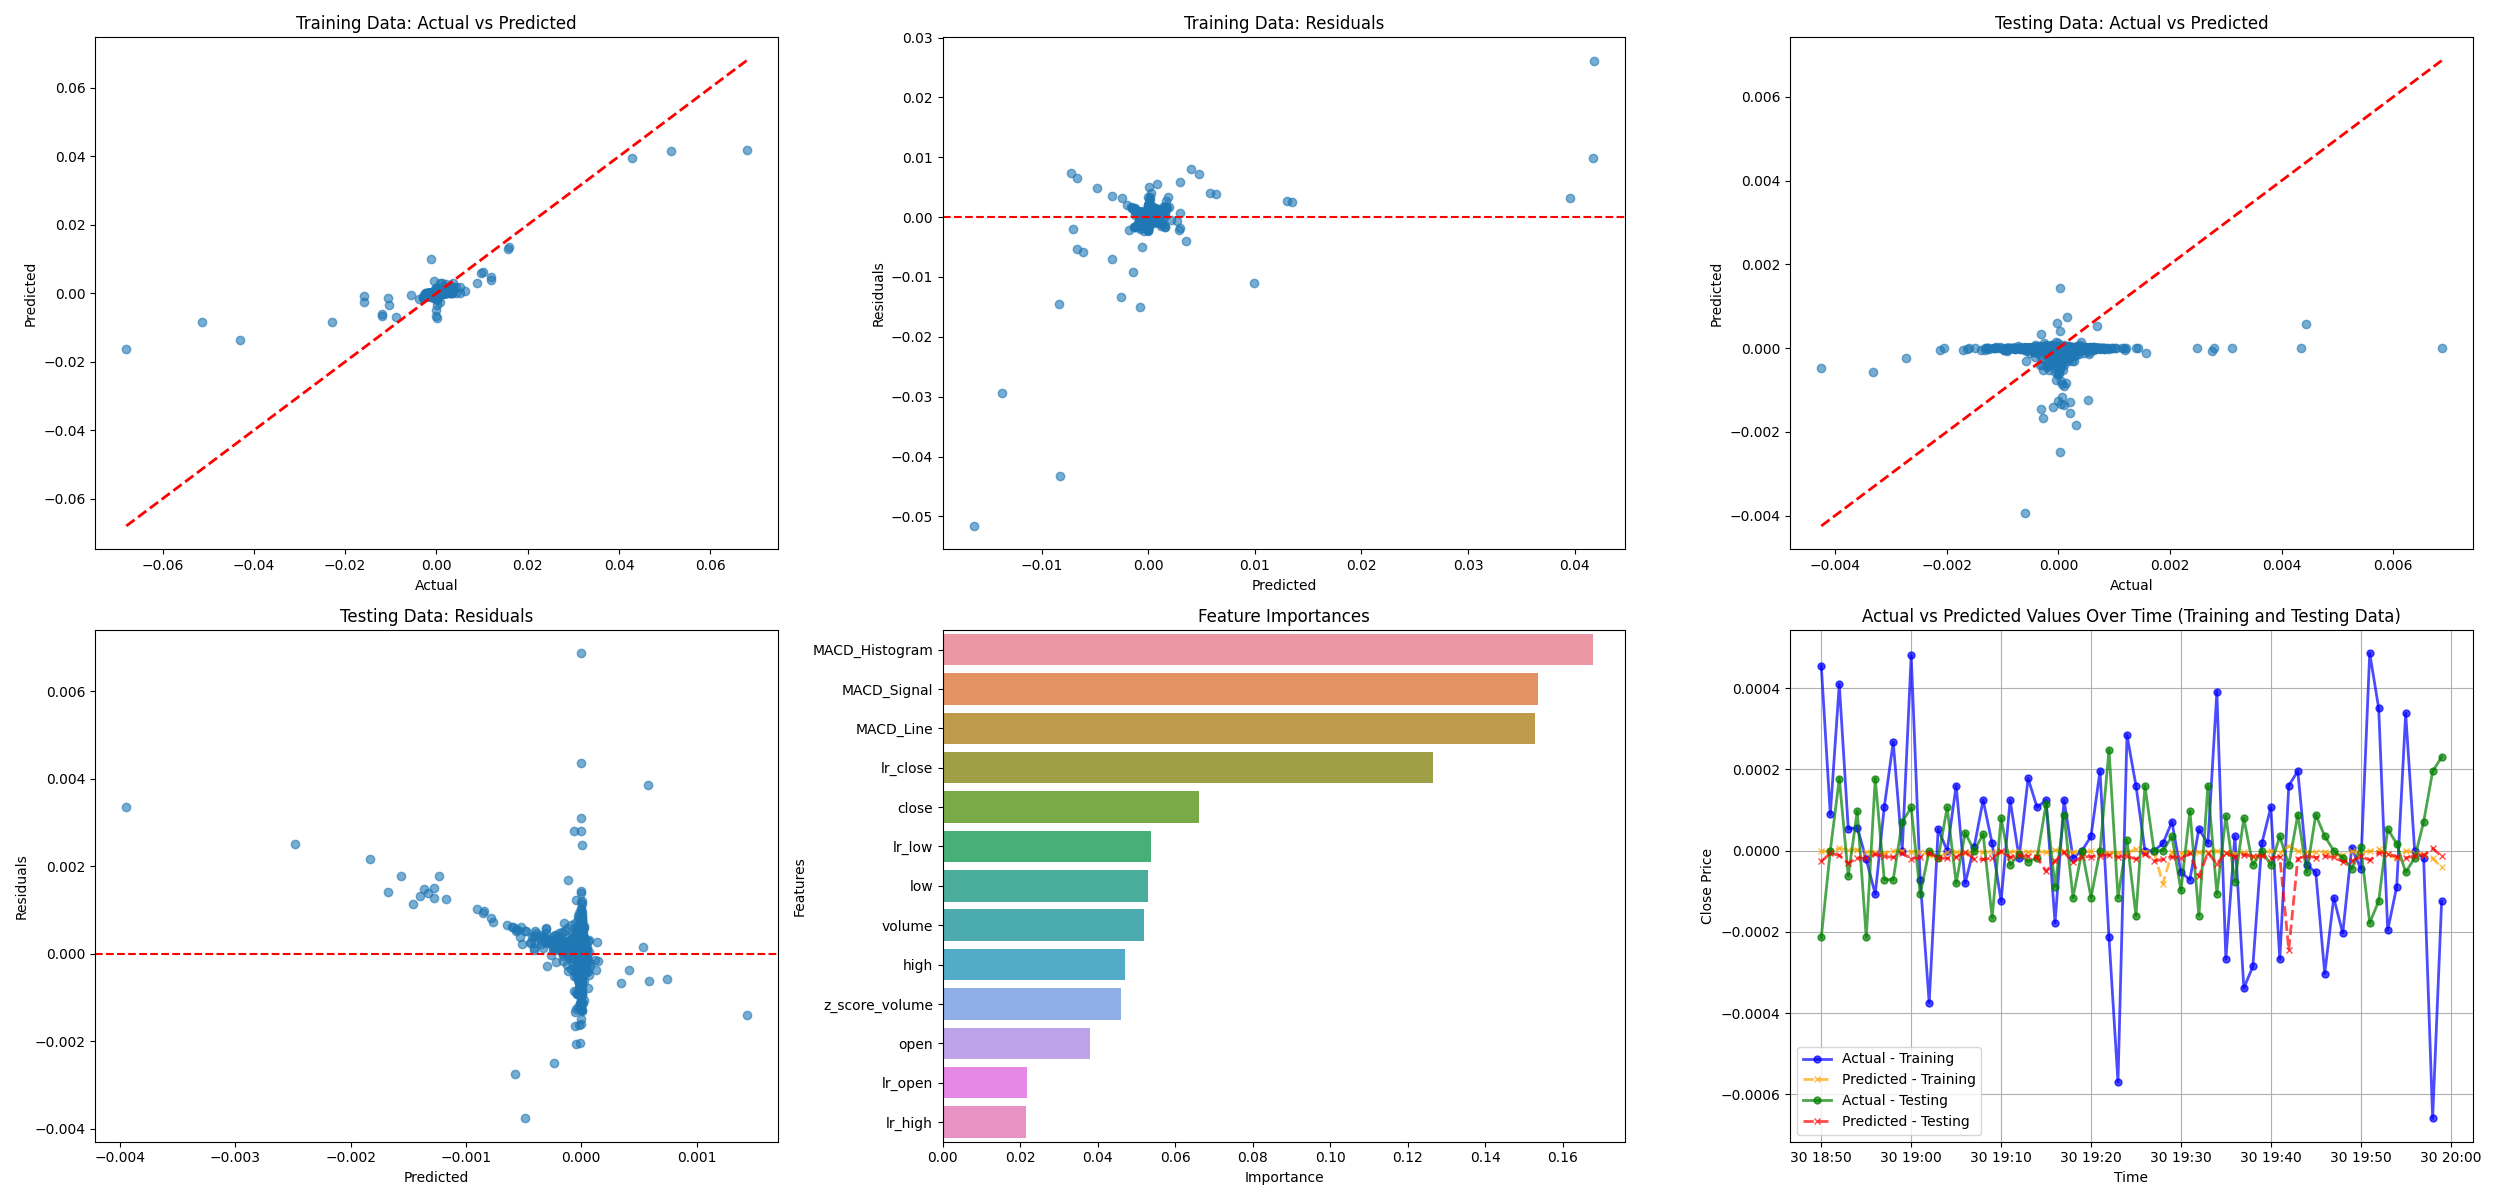 Training Data: Actual vs Predicted
0.06
0.04
0.02
0.00
−0.02
−0.04
−0.06
Predicted
−0.06 −0.04 −0.02 0.00 0.02 0.04 0.06
Actual
Training Data: Residuals
0.03
0.02
0.01
0.00
−0.01
−0.02
−0.03
−0.04
−0.05
Residuals
−0.01 0.00 0.01 0.02 0.03 0.04
Predicted
Testing Data: Actual vs Predicted
0.006
0.004
0.002
0.000
−0.002
−0.004
Predicted
−0.004 −0.002 0.000 0.002 0.004 0.006
Actual
Testing Data: Residuals
0.006
0.004
0.002
0.000
−0.002
−0.004
Residuals
−0.004 −0.003 −0.002 −0.001 0.000 0.001
Predicted
Feature Importances
MACD_Histogram
MACD_Signal
MACD_Line
lr_close
close
lr_low
low
volume
high
z_score_volume
open
lr_open
lr_high
Features
0.00 0.02 0.04 0.06 0.08 0.10 0.12 0.14 0.16
Importance
Actual vs Predicted Values Over Time (Training and Testing Data)
0.0004
0.0002
0.0000
−0.0002
−0.0004
−0.0006
Close Price
Actual - Training
Predicted - Training
Actual - Testing
Predicted - Testing
30 18:50 30 19:00 30 19:10 30 19:20 30 19:30 30 19:40 30 19:50 30 20:00
Time